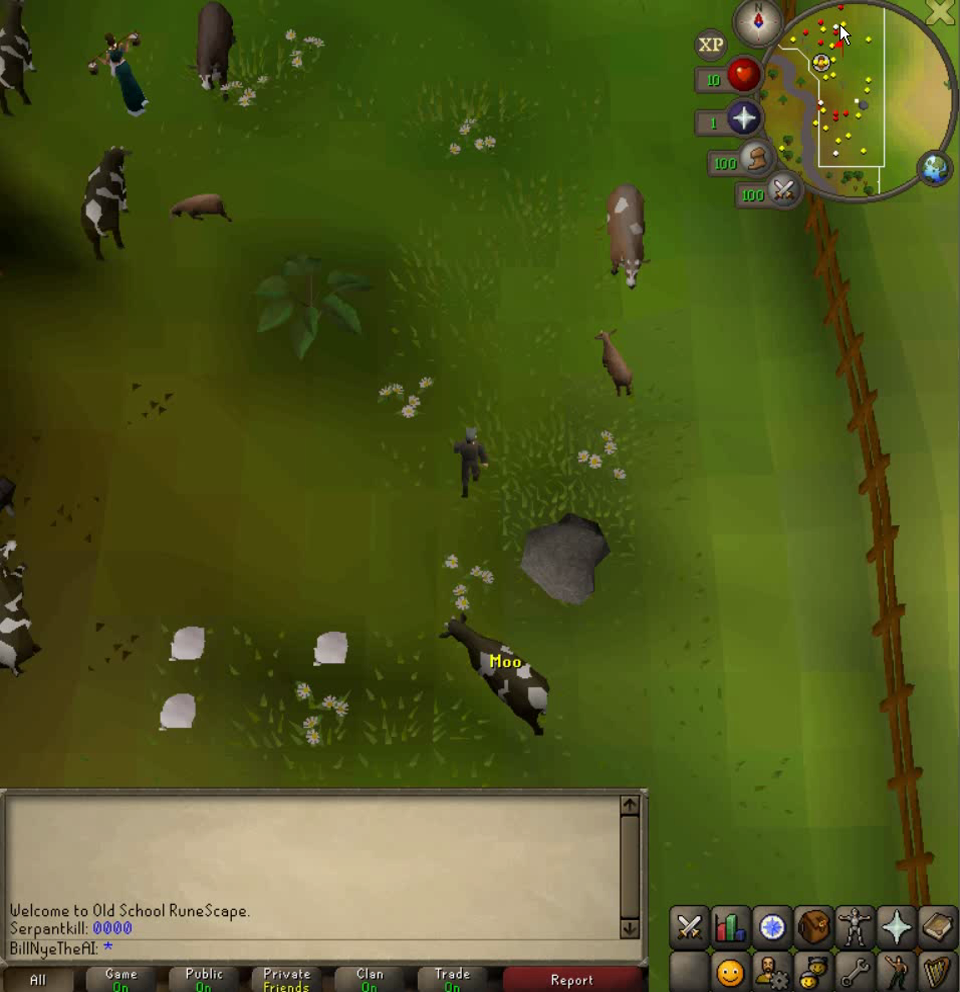 N
XP
10
1
100
100
Moo
Welcome to Old School RuneScape.
Serpantkill: 0000
BillNyeTheAI: *
All
Game
On
Public
On
Private
Friends
Clan
On
Trade
On
Report